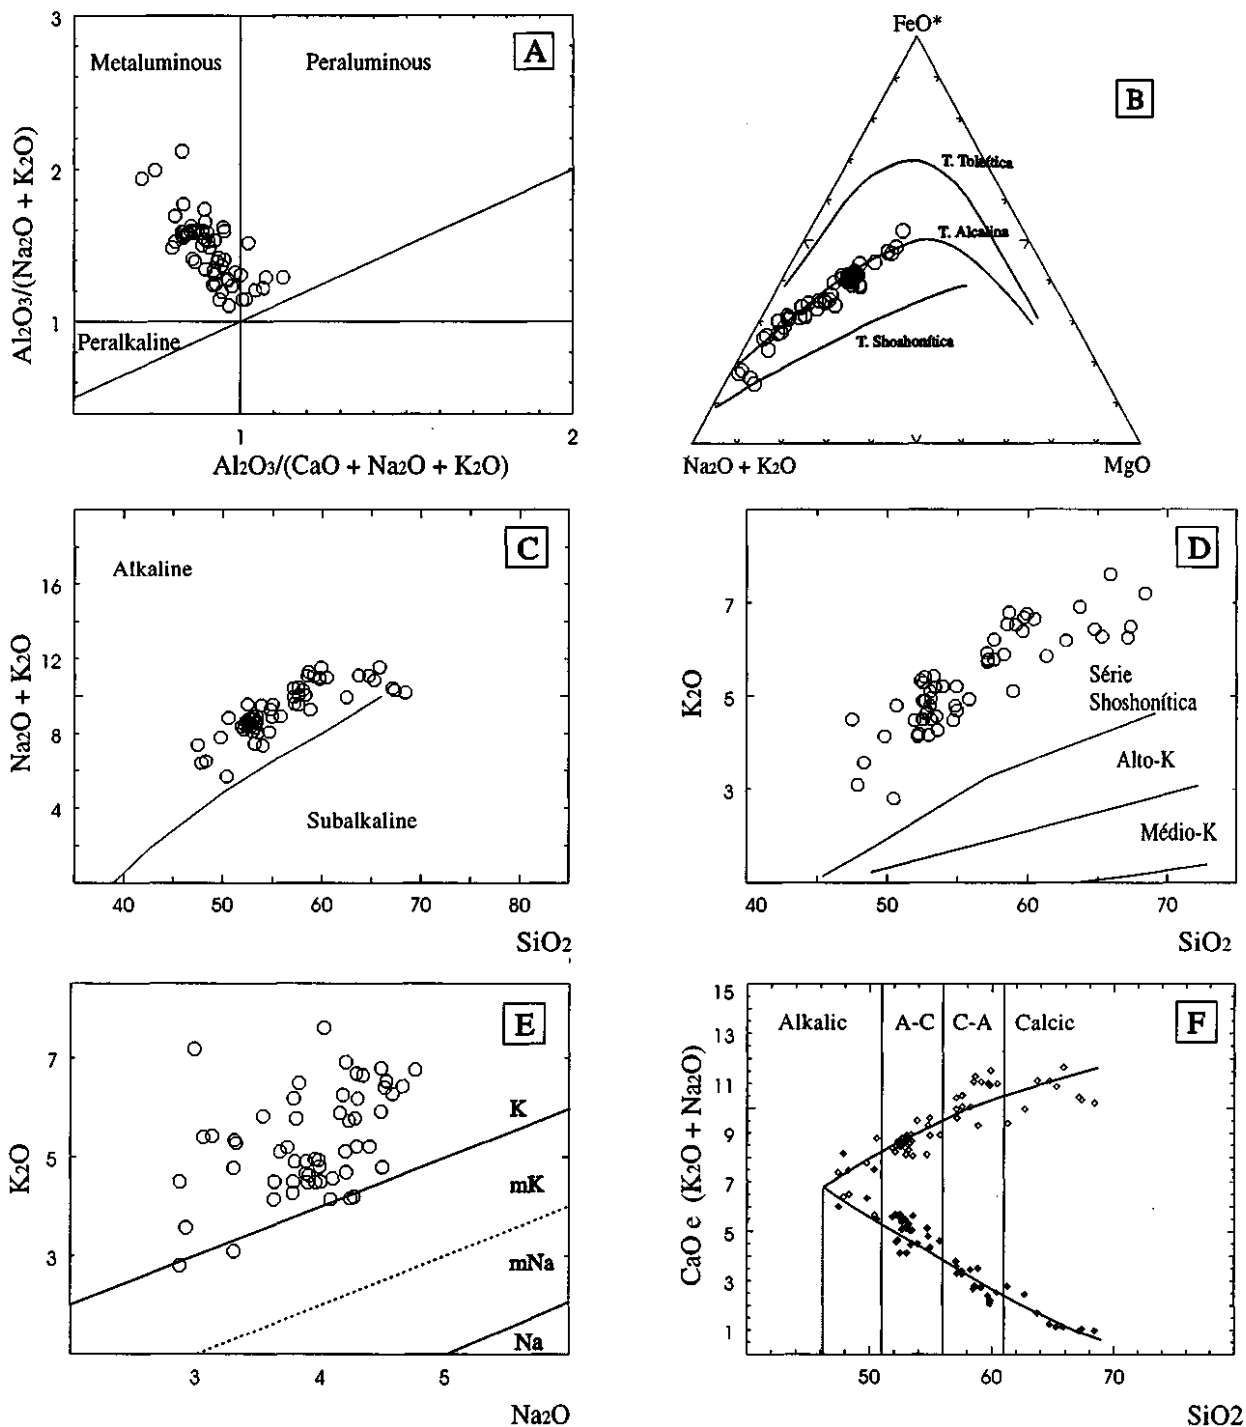 3
Metaluminous
Peraluminous
A
2
1
Peralkaline
1
2
Al2O3/(Na2O + K2O)
Al2O3/(CaO + Na2O + K2O)
FeO*
B
T. Toleítica
T. Alcalina
T. Shoshonítica
Na2O + K2O
MgO
C
Alkaline
16
12
8
4
Subalkaline
40
50
60
70
80
Na2O + K2O
SiO2
D
7
5
3
Série
Shoshonítica
Alto-K
Médio-K
40
50
60
70
K2O
SiO2
E
7
5
3
K
mK
mNa
Na
3
4
5
K2O
Na2O
15
13
11
9
7
5
3
1
Alkalic
A-C
C-A
Calcic
F
50
60
70
CaO e (K2O + Na2O)
SiO2